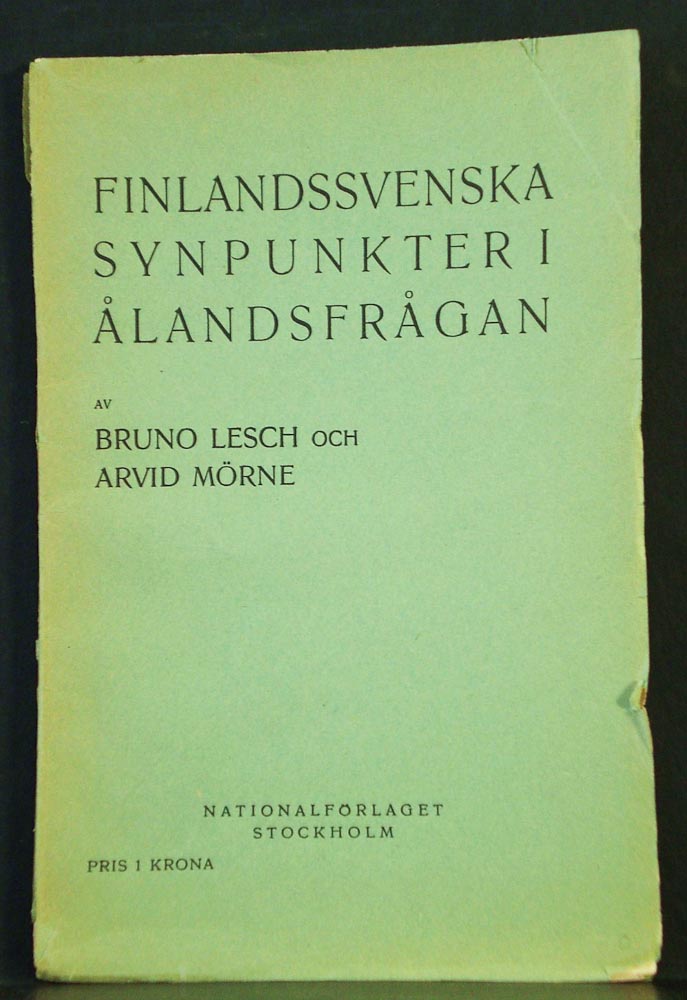 FINLANDSSVENSKA
SYNPUNKTER I
ÅLANDSFRÅGAN
AV
BRUNO LESCH OCH
ARVID MÖRNE
NATIONALFÖRLAGET
STOCKHOLM
PRIS 1 KRONA